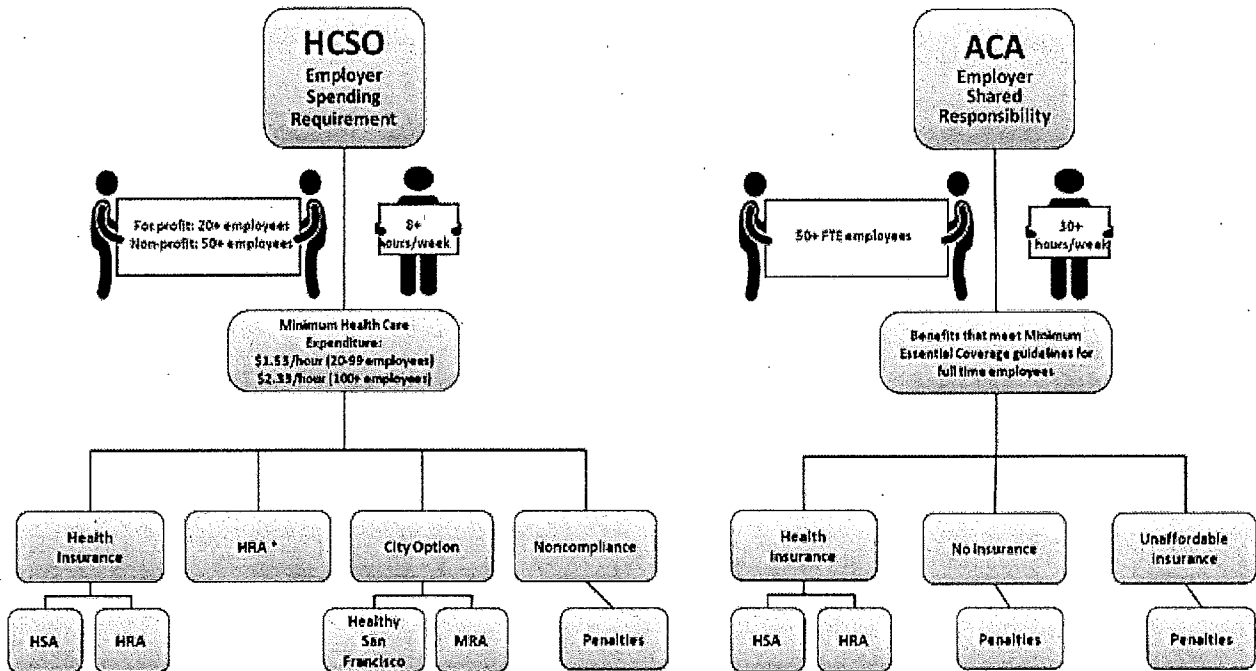 HCSO
Employer
Spending
Requirement
For profit: 20+ employees
Non-profit: 50+ employees
8+
hours/week
Minimum Health Care
Expenditure:
$1.53/hour (20-99 employees)
$2.33/hour (100+ employees)
Health
Insurance
HRA *
City Option
Noncompliance
HSA
HRA
Healthy
San
Francisco
MRA
Penalties
ACA
Employer
Shared
Responsibility
50+ FTE employees
30+
hours/week
Benefits that meet Minimum
Essential Coverage guidelines for
full time employees
Health
Insurance
No Insurance
Unaffordable
Insurance
HSA
HRA
Penalties
Penalties